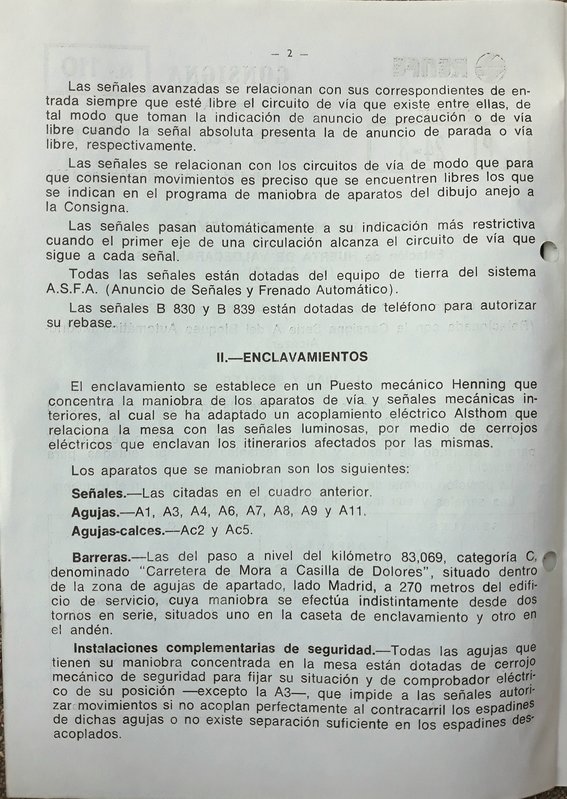 — 2 —
Las señales avanzadas se relacionan con sus correspondientes de en-
trada siempre que esté libre el circuito de vía que existe entre ellas, de
tal modo que toman la indicación de anuncio de precaución o de vía
libre cuando la señal absoluta presenta la de anuncio de parada o vía
libre, respectivamente.
Las señales se relacionan con los circuitos de vía de modo que para
que consientan movimientos es preciso que se encuentren libres los que
se indican en el programa de maniobra de aparatos del dibujo anejo a
la Consigna.
Las señales pasan automáticamente a su indicación más restrictiva
cuando el primer eje de una circulación alcanza el circuito de vía que
sigue a cada señal.
Todas las señales están dotadas del equipo de tierra del sistema
A.S.F.A. (Anuncio de Señales y Frenado Automático).
Las señales B 830 y B 839 están dotadas de teléfono para autorizar
su rebase.
II.—ENCLAVAMIENTOS
El enclavamiento se establece en un Puesto mecánico Henning que
concentra la maniobra de los aparatos de vía y señales mecánicas in-
teriores, al cual se ha adaptado un acoplamiento eléctrico Alsthom que
relaciona la mesa con las señales luminosas, por medio de cerrojos
eléctricos que enclavan los itinerarios afectados por las mismas.
Los aparatos que se maniobran son los siguientes:
Señales.—Las citadas en el cuadro anterior.
Agujas.—A1, A3, A4, A6, A7, A8, A9 y A11.
Agujas-calces.—Ac2 y Ac5.
Barreras.—Las del paso a nivel del kilómetro 83,069, categoría C,
denominado "Carretera de Mora a Casilla de Dolores", situado dentro
de la zona de agujas de apartado, lado Madrid, a 270 metros del edifi-
cio de servicio, cuya maniobra se efectúa indistintamente desde dos
tornos en serie, situados uno en la caseta de enclavamiento y otro en
el andén.
Instalaciones complementarias de seguridad.—Todas las agujas que
tienen su maniobra concentrada en la mesa están dotadas de cerrojo
mecánico de seguridad para fijar su situación y de comprobador eléctri-
co de su posición —excepto la A3—, que impide a las señales autori-
zar movimientos si no acoplan perfectamente al contracarril los espadines
de dichas agujas o no existe separación suficiente en los espadines des-
acoplados.